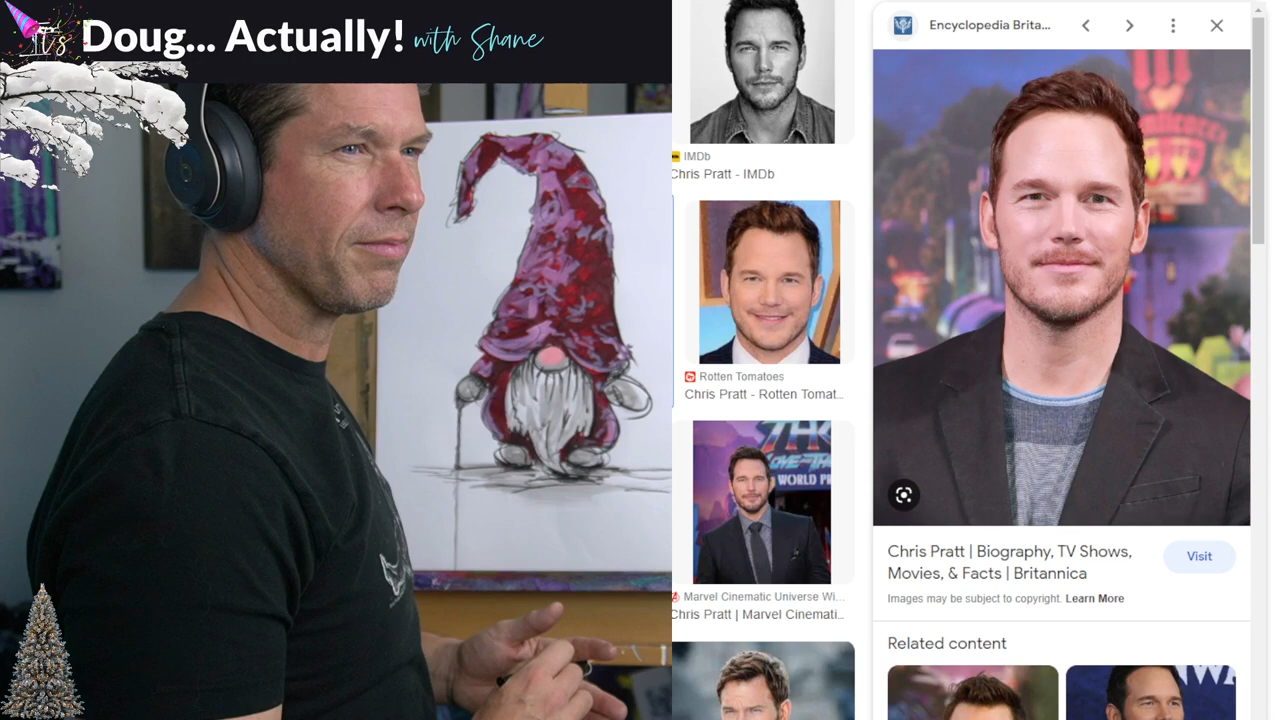 It's Doug... Actually! with Shane
IMDb
Chris Pratt - IMDb
Rotten Tomatoes
Chris Pratt - Rotten Tomat...
THO
LOVE AND THU
WORLD PR
Marvel Cinematic Universe Wi...
Chris Pratt | Marvel Cinemati...
Encyclopedia Brita...
Chris Pratt | Biography, TV Shows,
Movies, & Facts | Britannica
Visit
Images may be subject to copyright. Learn More
Related content